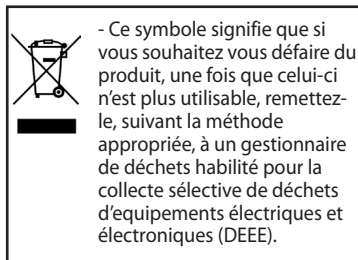 - Ce symbole signifie que si
vous souhaitez vous défaire du
produit, une fois que celui-ci
n'est plus utilisable, remettez-
le, suivant la méthode
appropriée, à un gestionnaire
de déchets habilité pour la
collecte sélective de déchets
d'equipements électriques et
électroniques (DEEE).